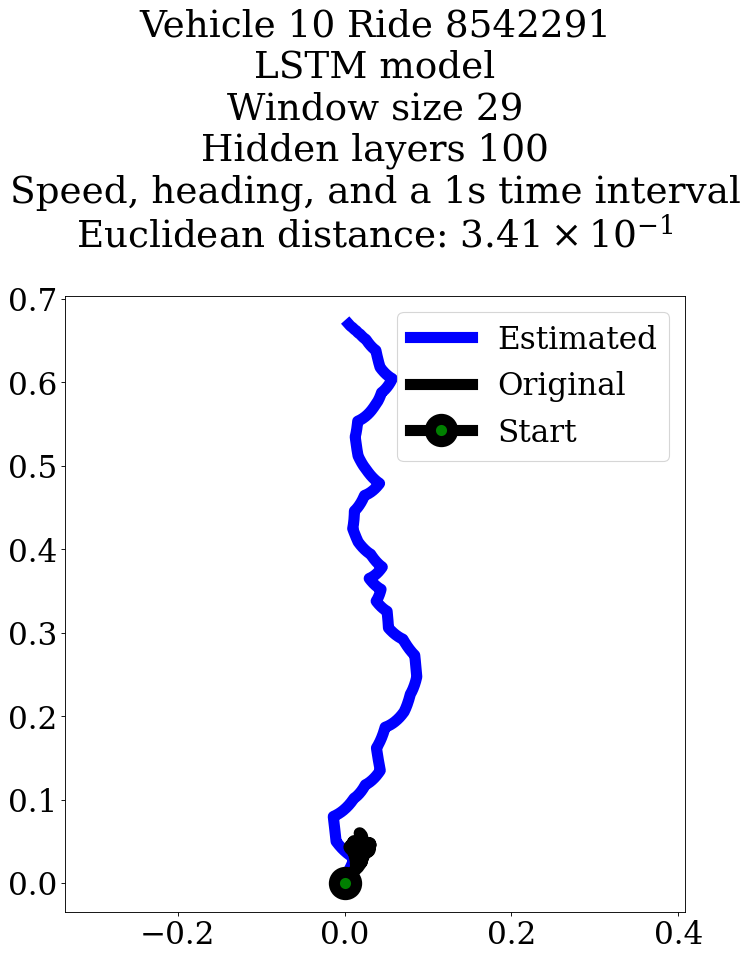 Vehicle 10 Ride 8542291
LSTM model
Window size 29
Hidden layers 100
Speed, heading, and a 1s time interval
Euclidean distance: 3.41 × 10⁻¹
0.7
0.6
0.5
0.4
0.3
0.2
0.1
0.0
Estimated
Original
Start
−0.2 0.0 0.2 0.4